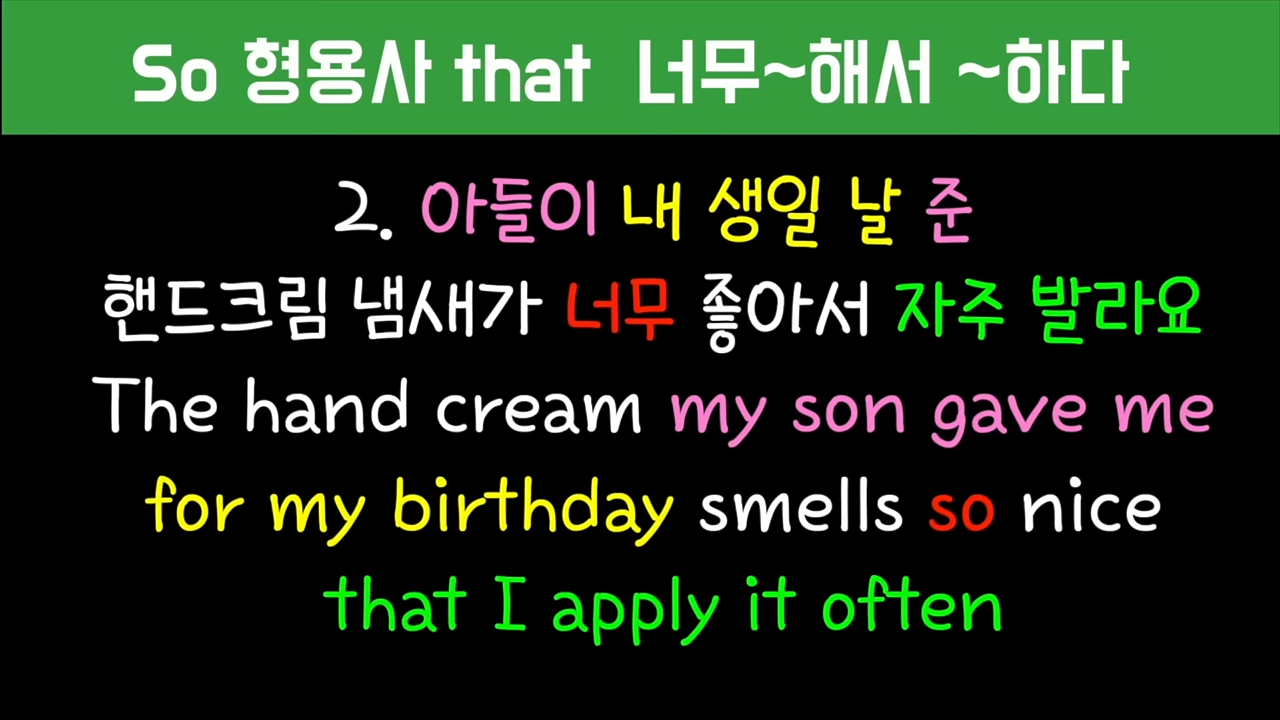 So 형용사 that 너무~해서 ~하다
2. 아들이 내 생일 날 준
핸드크림 냄새가 너무 좋아서 자주 발라요
The hand cream my son gave me
for my birthday smells so nice
that I apply it often